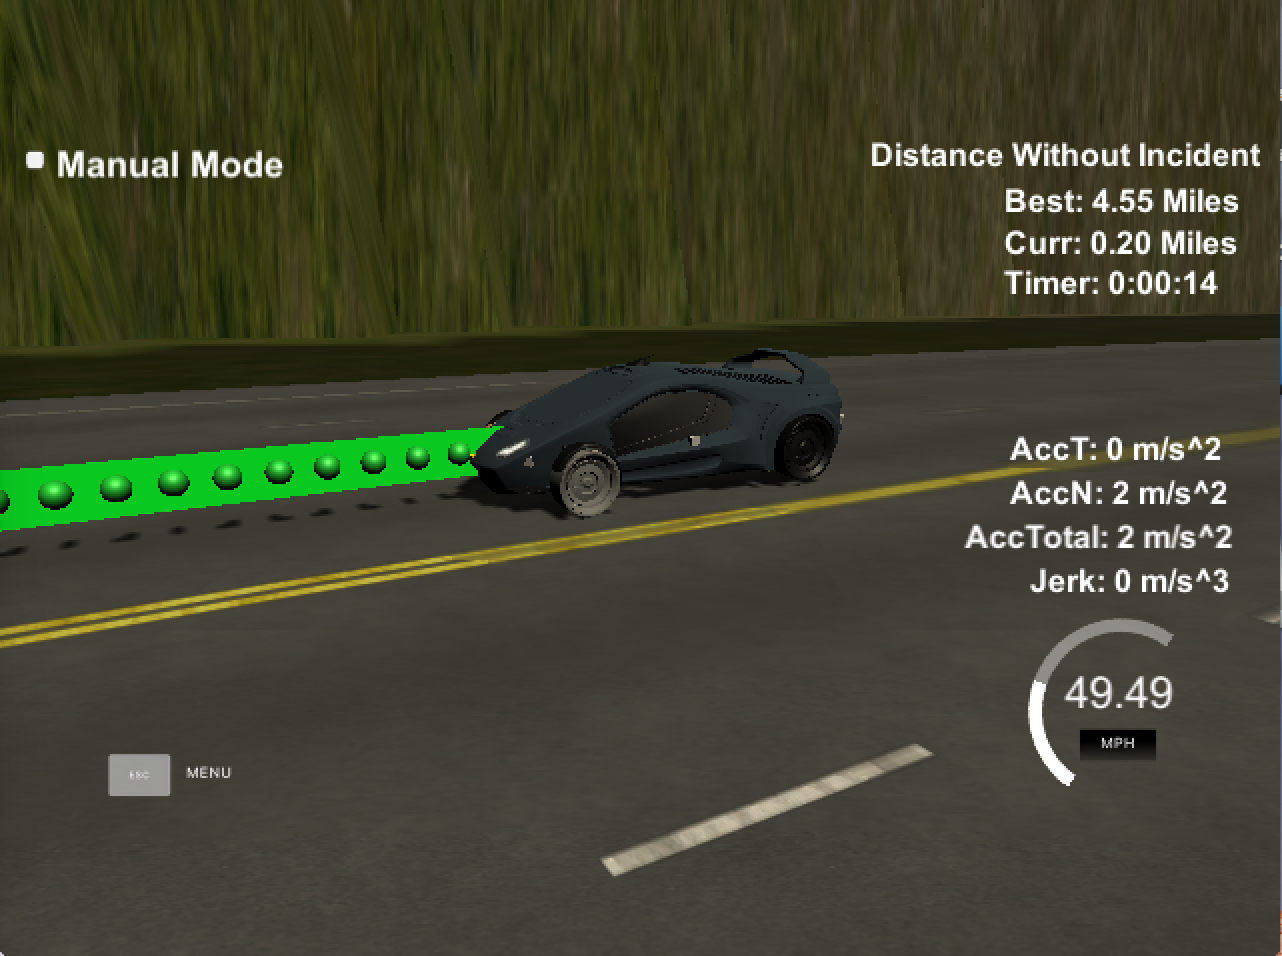 Manual Mode
Distance Without Incident
Best: 4.55 Miles
Curr: 0.20 Miles
Timer: 0:00:14
AccT: 0 m/s^2
AccN: 2 m/s^2
AccTotal: 2 m/s^2
Jerk: 0 m/s^3
49.49
MPH
ESC MENU